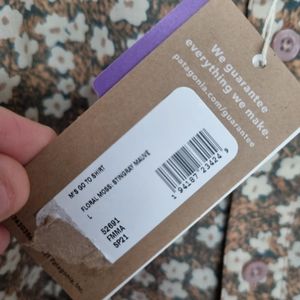 We guarantee
everything we make.
patagonia.com/guarantee
M'S GO TO SHIRT
FLORAL MOSS: STINGRAY MAUVE
L
52691
FMMA
SP21
1 94187 23424 9